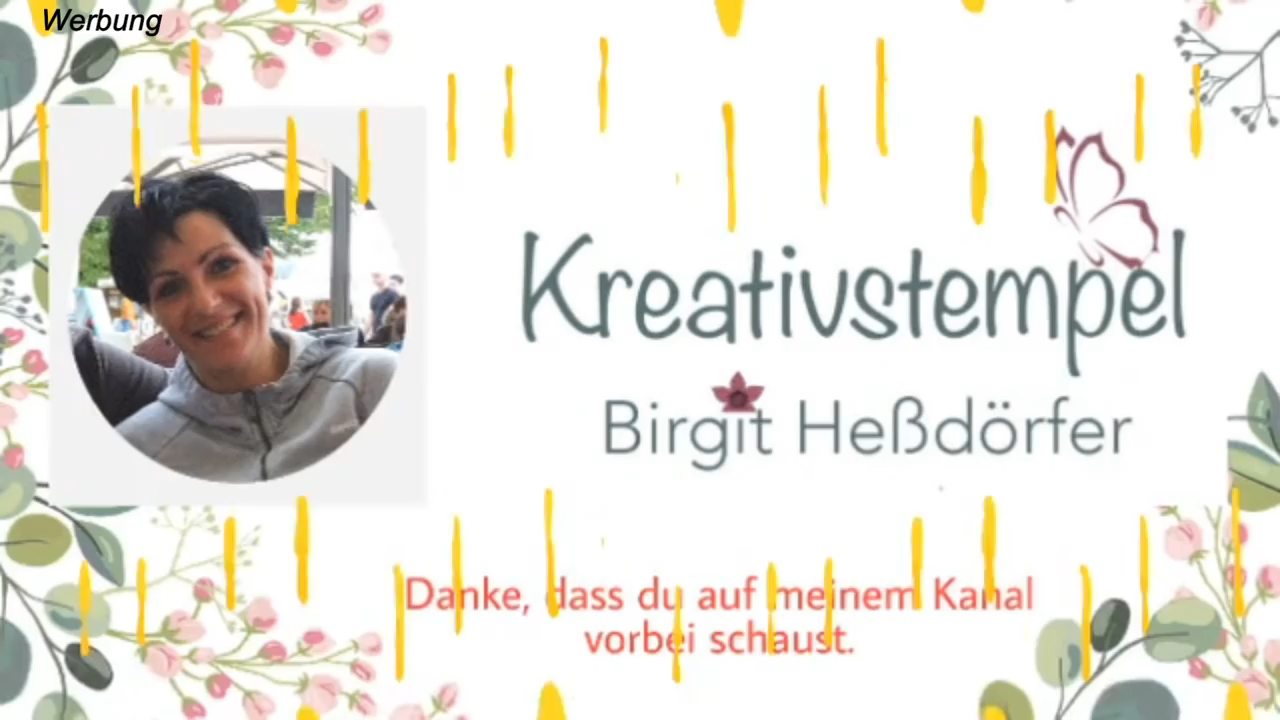 Werbung
Kreativstempel
Birgit Heßdörfer
Danke, dass du auf meinem Kanal
vorbei schaust.